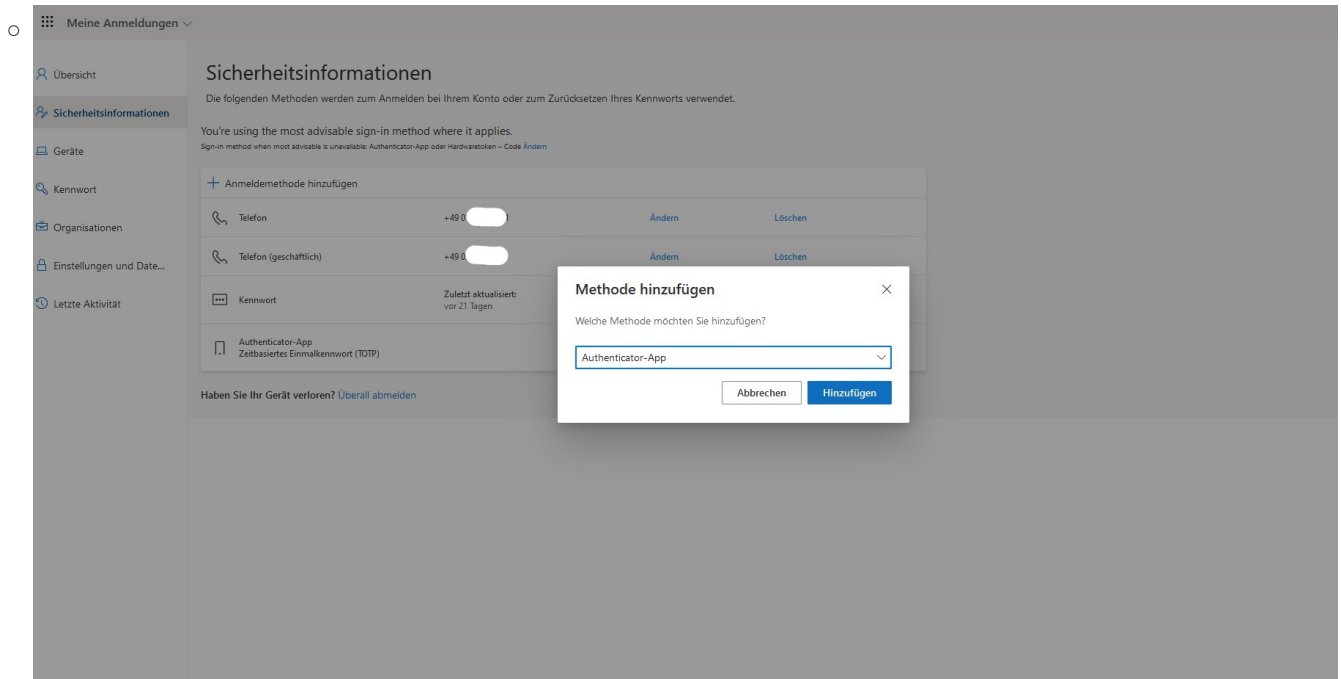 Meine Anmeldungen
Übersicht
Sicherheitsinformationen
Geräte
Kennwort
Organisationen
Einstellungen und Date...
Letzte Aktivität
Sicherheitsinformationen
Die folgenden Methoden werden zum Anmelden bei Ihrem Konto oder zum Zurücksetzen Ihres Kennworts verwendet.
You're using the most advisable sign-in method where it applies.
Sign-in method when most advisable is unavailable: Authenticator-App oder Hardwaretoken – Code Ändern
+ Anmeldemethode hinzufügen
Telefon +49 0 Ändern Löschen
Telefon (geschäftlich) +49 0 Ändern Löschen
Kennwort Zuletzt aktualisiert:
vor 21 Tagen
Authenticator-App
Zeitbasiertes Einmalkennwort (TOTP)
Haben Sie Ihr Gerät verloren? Überall abmelden
Methode hinzufügen
Welche Methode möchten Sie hinzufügen?
Authenticator-App
Abbrechen Hinzufügen